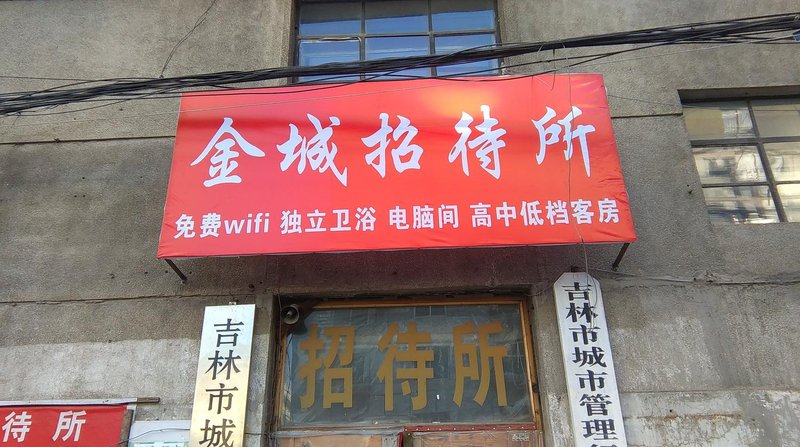 金城招待所
免费wifi 独立卫浴 电脑间 高中低档客房
招待所
吉林市城
吉林市城市管理
待所